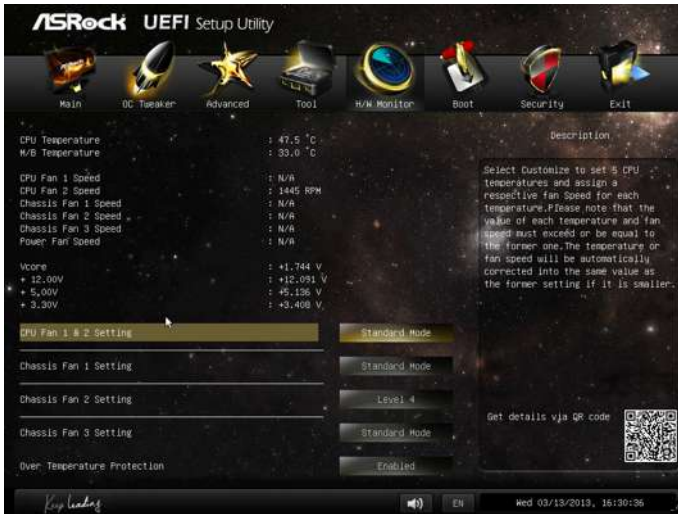 ASRock UEFI Setup Utility
Main OC Tweaker Advanced Tool H/W Monitor Boot Security Exit
CPU Temperature : 47.5 °C
M/B Temperature : 33.0 °C
CPU Fan 1 Speed : N/A
CPU Fan 2 Speed : 1445 RPM
Chassis Fan 1 Speed : N/A
Chassis Fan 2 Speed : N/A
Chassis Fan 3 Speed : N/A
Power Fan Speed : N/A
Vcore : +1.744 V
+ 12.00V : +12.091 V
+ 5.00V : +5.136 V
+ 3.30V : +3.408 V
CPU Fan 1 & 2 Setting Standard Mode
Chassis Fan 1 Setting Standard Mode
Chassis Fan 2 Setting Level 4
Chassis Fan 3 Setting Standard Mode
Over Temperature Protection Enabled
Description
Select Customize to set 5 CPU
temperatures and assign a
respective fan Speed for each
temperature.Please note that the
value of each temperature and fan
speed must exceed or be equal to
the former one.The temperature or
fan speed will be automatically
corrected into the same value as
the former setting if it is smaller.
Get details via QR code
Keep Leading
EN
Wed 03/13/2013, 16:30:36